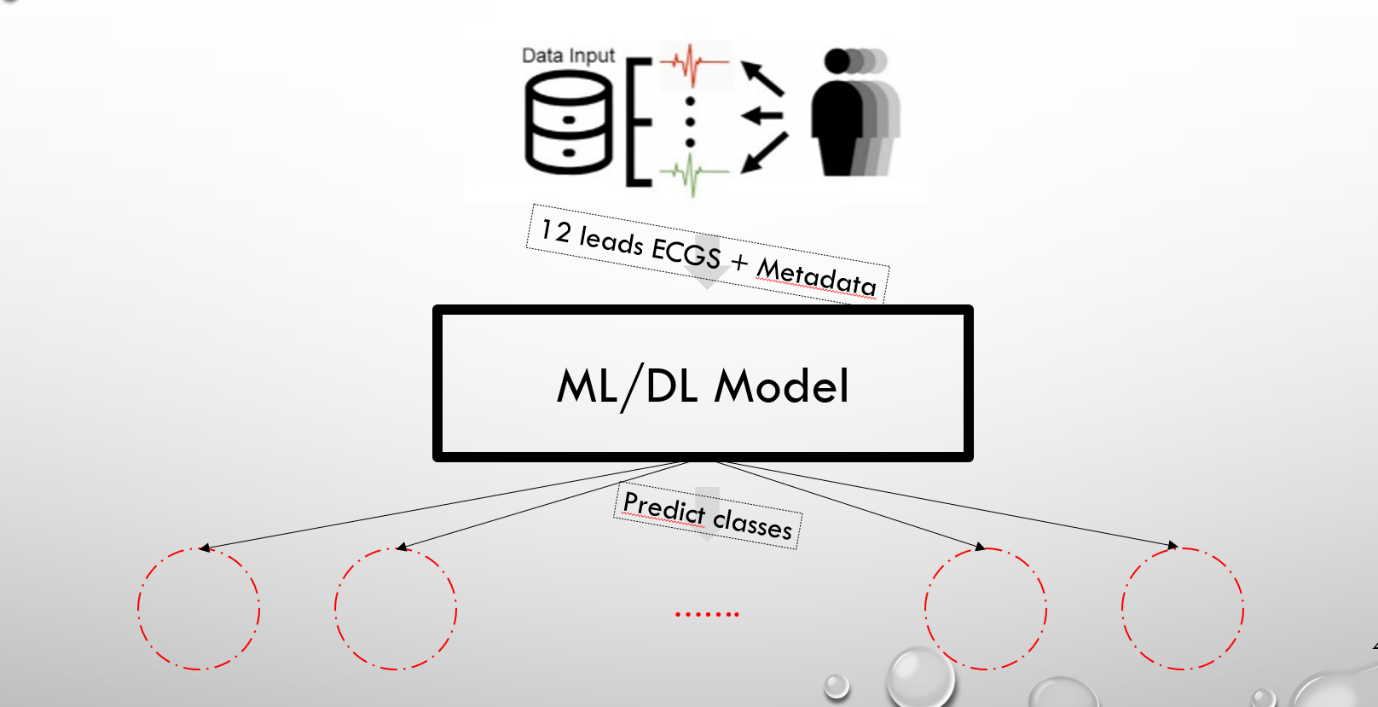 Data Input
12 leads ECGS + Metadata
ML/DL Model
Predict classes
.......